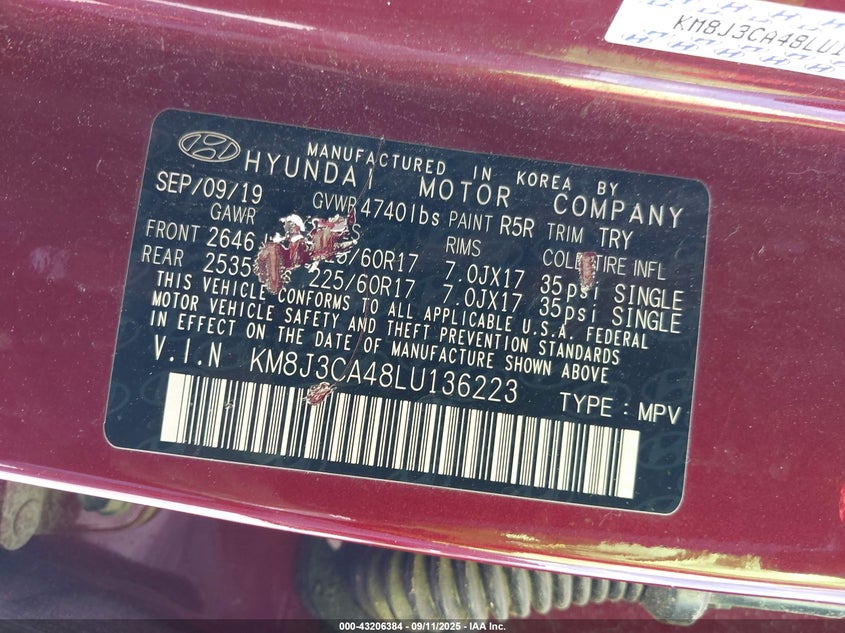 KM8J3CA48LU1
MANUFACTURED IN KOREA BY
HYUNDAI MOTOR COMPANY
SEP/09/19 GVWR 4740lbs PAINT R5R TRIM TRY
GAWR RIMS COLD TIRE INFL
FRONT 2646 /60R17 7.0JX17 35psi SINGLE
REAR 2535 225/60R17 7.0JX17 35psi SINGLE
THIS VEHICLE CONFORMS TO ALL APPLICABLE U.S.A. FEDERAL
MOTOR VEHICLE SAFETY AND THEFT PREVENTION STANDARDS
IN EFFECT ON THE DATE OF MANUFACTURE SHOWN ABOVE
V.I.N KM8J3CA48LU136223
TYPE : MPV
000-43206384 - 09/11/2025 - IAA Inc.